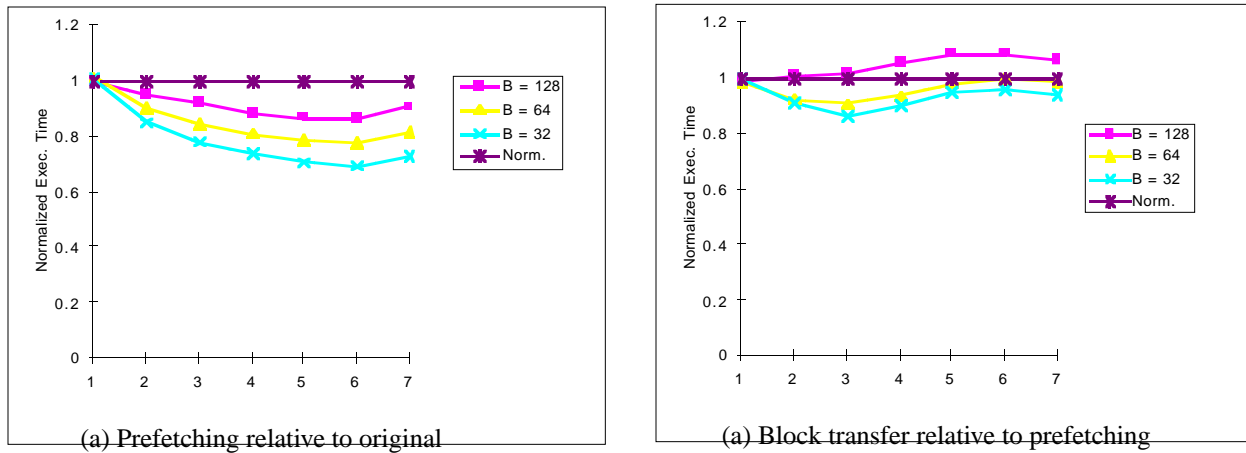 1.2
1
0.8
0.6
0.4
0.2
0
Normalized Exec. Time
1 2 3 4 5 6 7
B = 128
B = 64
B = 32
Norm.
(a) Prefetching relative to original
1.2
1
0.8
0.6
0.4
0.2
0
Normalized Exec. Time
1 2 3 4 5 6 7
B = 128
B = 64
B = 32
Norm.
(a) Block transfer relative to prefetching